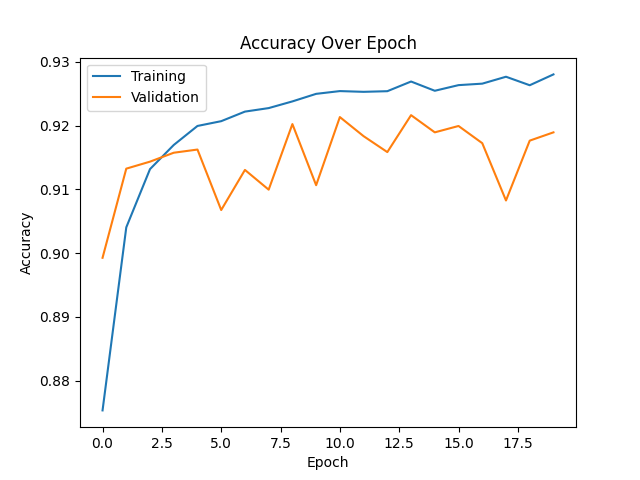 Accuracy Over Epoch
Training
Validation
0.93
0.92
0.91
0.90
0.89
0.88
Accuracy
0.0 2.5 5.0 7.5 10.0 12.5 15.0 17.5
Epoch